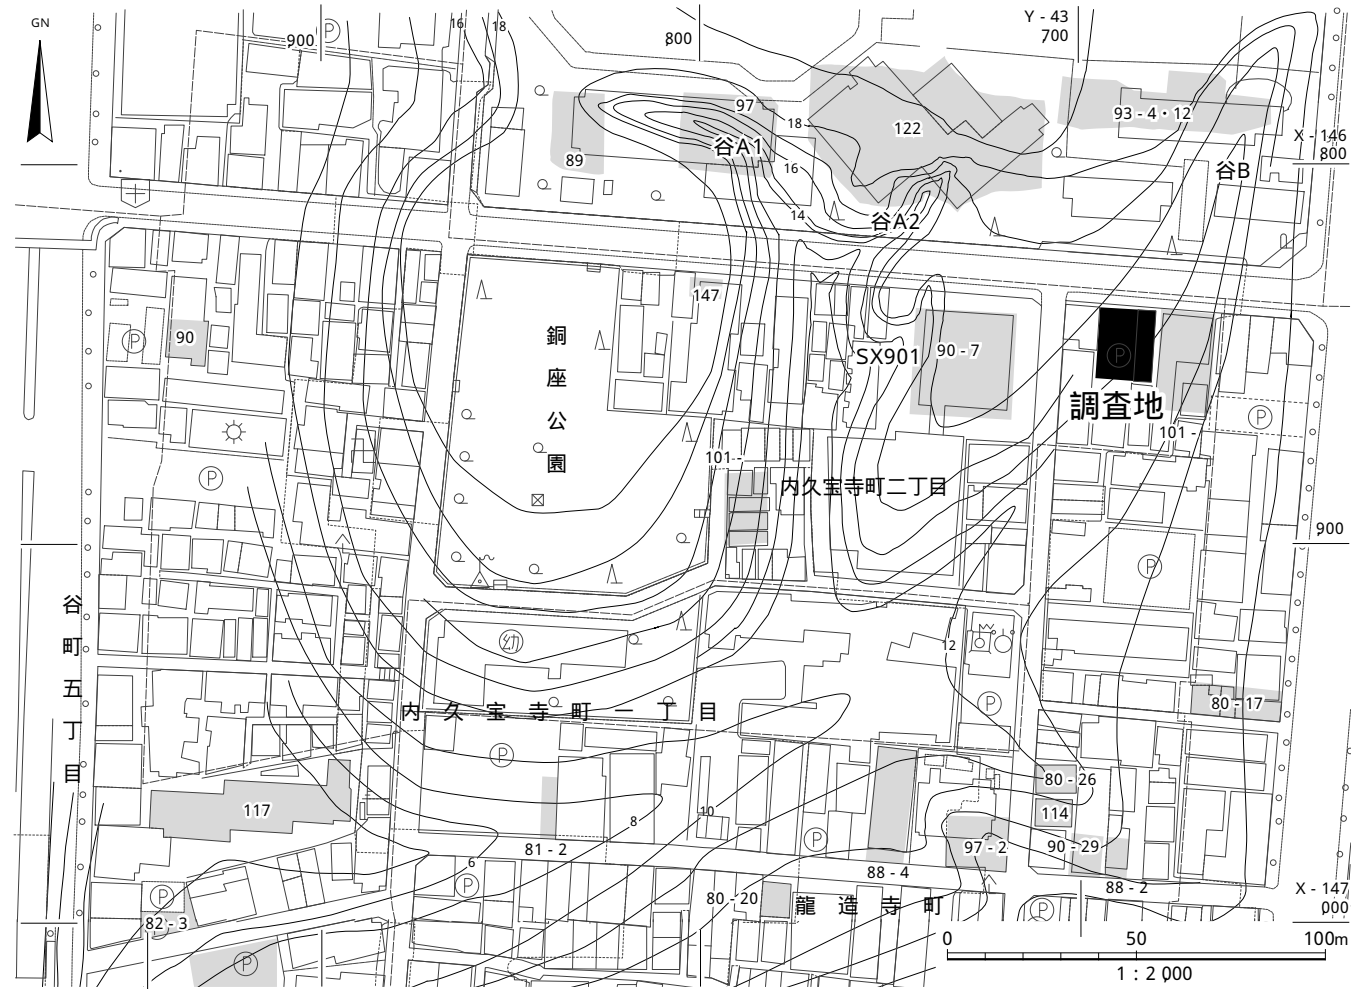 GN
Y - 43
700
16
18
900
800
P
97
93 - 4・12
18
122
X - 146
800
谷A1
89
16
谷B
14
谷A2
147
90
P
銅座公園
SX901
90 - 7
P
調査地
P
101 -
101 -
内久宝寺町二丁目
P
900
P
谷町五丁目
幼
12
内久宝寺町一丁目
P
80 - 17
P
80 - 26
117
10
114
8
P
97 - 2
90 - 29
81 - 2
6
88 - 4
88 - 2
P
P
80 - 20
龍造寺町
P
X - 147
000
82 - 3
0
50
100m
P
1 : 2,000